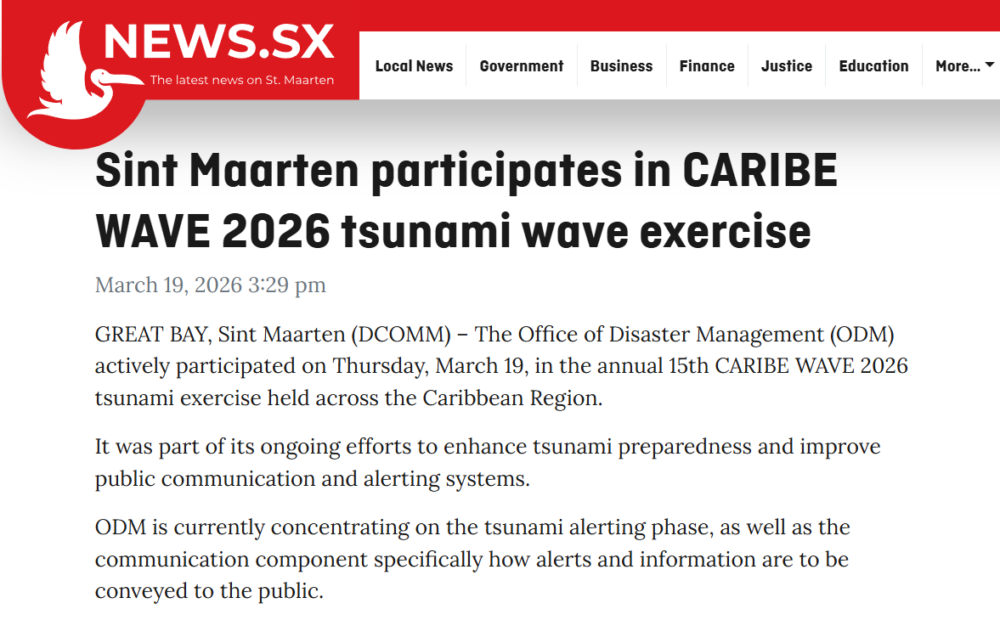 NEWS.SX
The latest news on St. Maarten
Local News
Government
Business
Finance
Justice
Education
More...
Sint Maarten participates in CARIBE
WAVE 2026 tsunami wave exercise
March 19, 2026 3:29 pm
GREAT BAY, Sint Maarten (DCOMM) – The Office of Disaster Management (ODM)
actively participated on Thursday, March 19, in the annual 15th CARIBE WAVE 2026
tsunami exercise held across the Caribbean Region.
It was part of its ongoing efforts to enhance tsunami preparedness and improve
public communication and alerting systems.
ODM is currently concentrating on the tsunami alerting phase, as well as the
communication component specifically how alerts and information are to be
conveyed to the public.